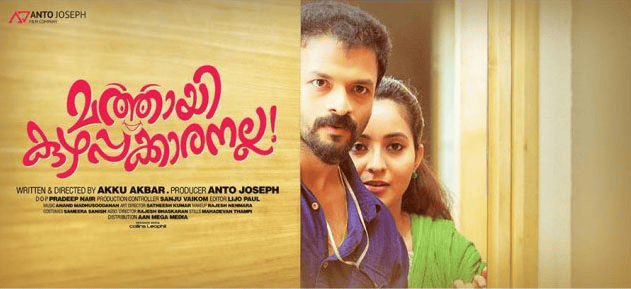 ANTO JOSEPH
FILM COMPANY
മത്തായി
കുഴപ്പക്കാരനല്ല!
WRITTEN & DIRECTED BY AKKU AKBAR. PRODUCER ANTO JOSEPH
D O P PRADEEP NAIR PRODUCTION CONTROLLER SANJU VAIKOM EDITOR LIJO PAUL
MUSIC ANAND MADHUSOODANAN ART DIRECTOR SATHEESH KUMAR MAKEUP RAJESH NENMARA
COSTUMES SAMEERA SANISH ASSO. DIRECTOR RAJESH BHASKARAN STILLS MAHADEVAN THAMPI
DISTRIBUTION AAN MEGA MEDIA
collins Leophil